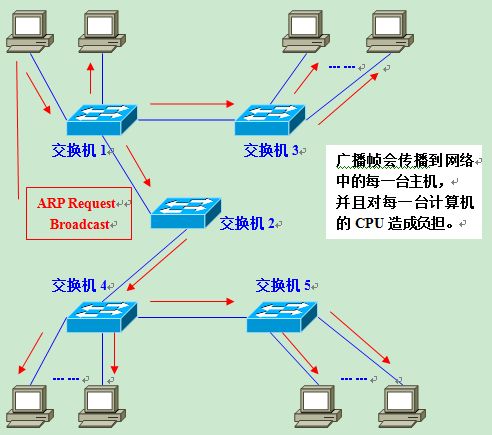 交换机 1
交换机 3
广播帧会传播到网络
中的每一台主机，
并且对每一台计算机
的 CPU 造成负担。
ARP Request
Broadcast
交换机 2
交换机 4
交换机 5